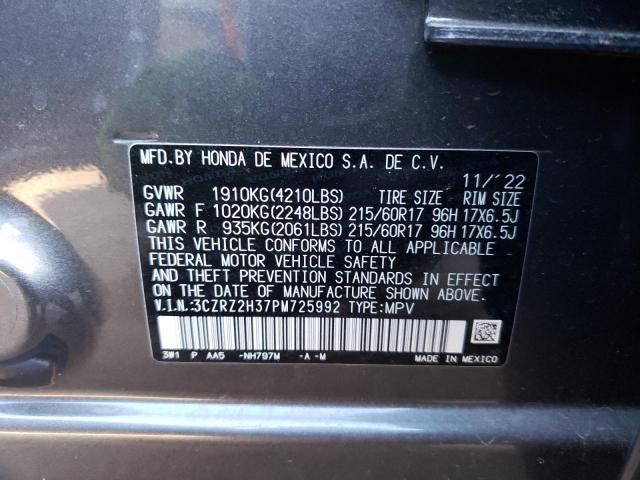 MFD.BY HONDA DE MEXICO S.A. DE C.V.
11/'22
GVWR 1910KG(4210LBS) TIRE SIZE RIM SIZE
GAWR F 1020KG(2248LBS) 215/60R17 96H 17X6.5J
GAWR R 935KG(2061LBS) 215/60R17 96H 17X6.5J
THIS VEHICLE CONFORMS TO ALL APPLICABLE
FEDERAL MOTOR VEHICLE SAFETY
AND THEFT PREVENTION STANDARDS IN EFFECT
ON THE DATE OF MANUFACTURE SHOWN ABOVE.
V.I.N.:3CZRZ2H37PM725992 TYPE:MPV
3W1 P AA5 -NH797M -A -M MADE IN MEXICO